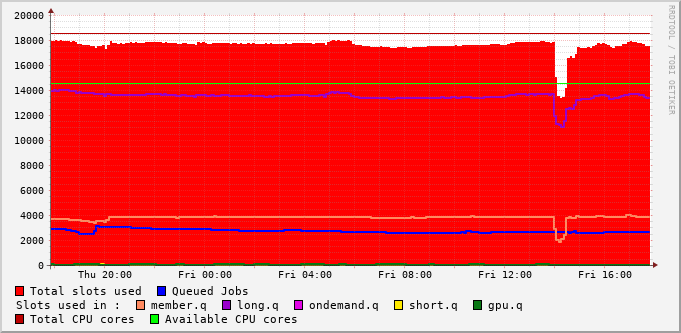 20000
18000
16000
14000
12000
10000
8000
6000
4000
2000
0
Thu 20:00 Fri 00:00 Fri 04:00 Fri 08:00 Fri 12:00 Fri 16:00
RRDTOOL / TOBI OETIKER
Total slots used Queued Jobs
Slots used in : member.q long.q ondemand.q short.q gpu.q
Total CPU cores Available CPU cores